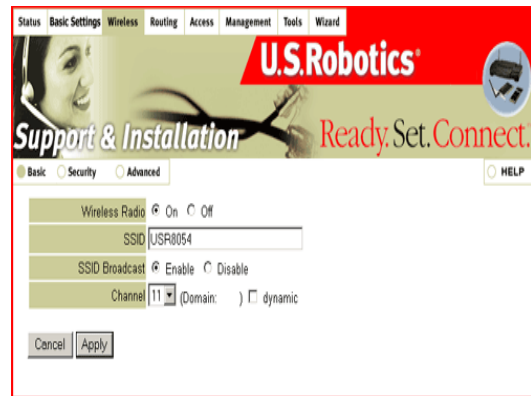 Status Basic Settings Wireless Routing Access Management Tools Wizard
U.S.Robotics®
Support & Installation
Ready. Set. Connect.
Basic Security Advanced HELP
Wireless Radio On Off
SSID USR8054
SSID Broadcast Enable Disable
Channel 11 (Domain: ) dynamic
Cancel Apply